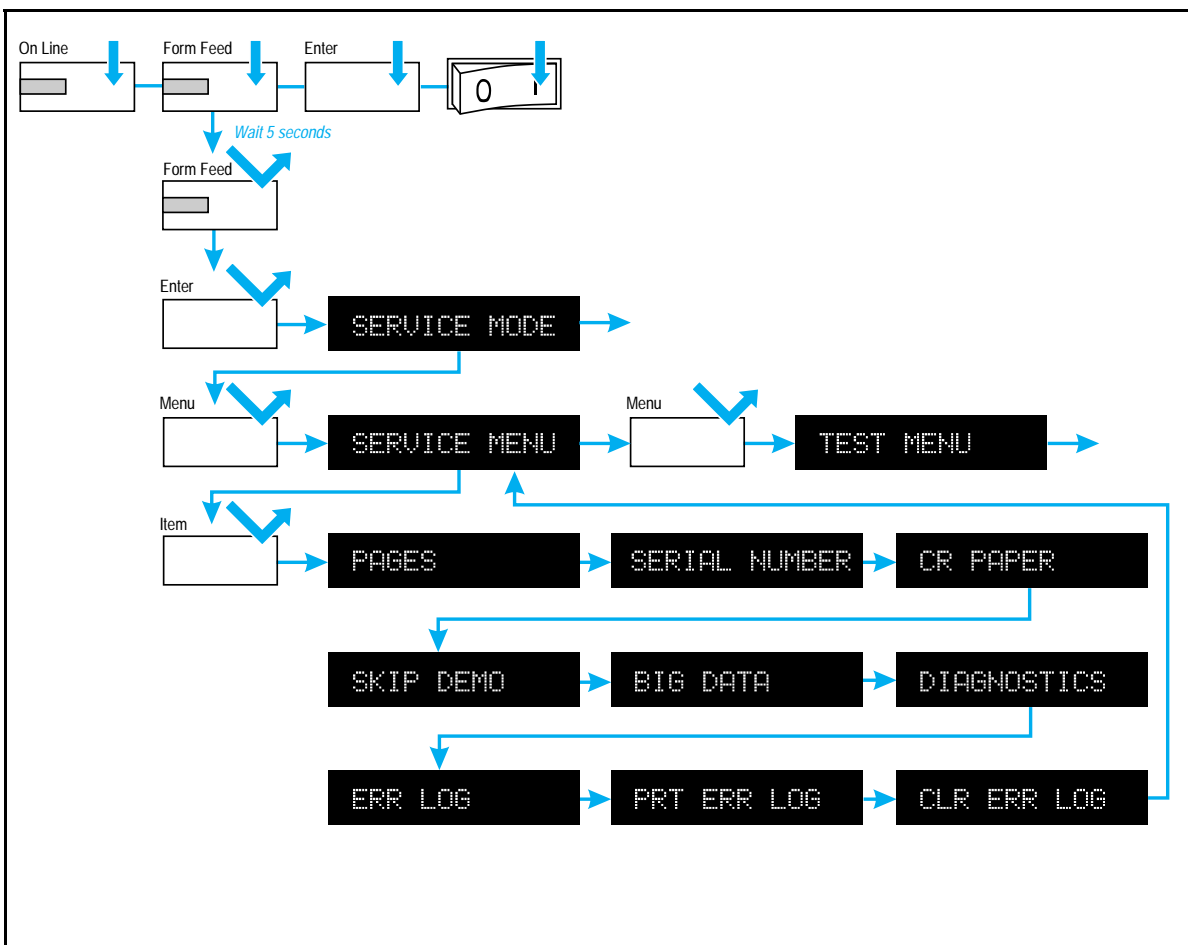 On Line Form Feed Enter
0 1
Wait 5 seconds
Form Feed
Enter
SERVICE MODE
Menu
SERVICE MENU
Menu
TEST MENU
Item
PAGES
SERIAL NUMBER
CR PAPER
SKIP DEMO
BIG DATA
DIAGNOSTICS
ERR LOG
PRT ERR LOG
CLR ERR LOG